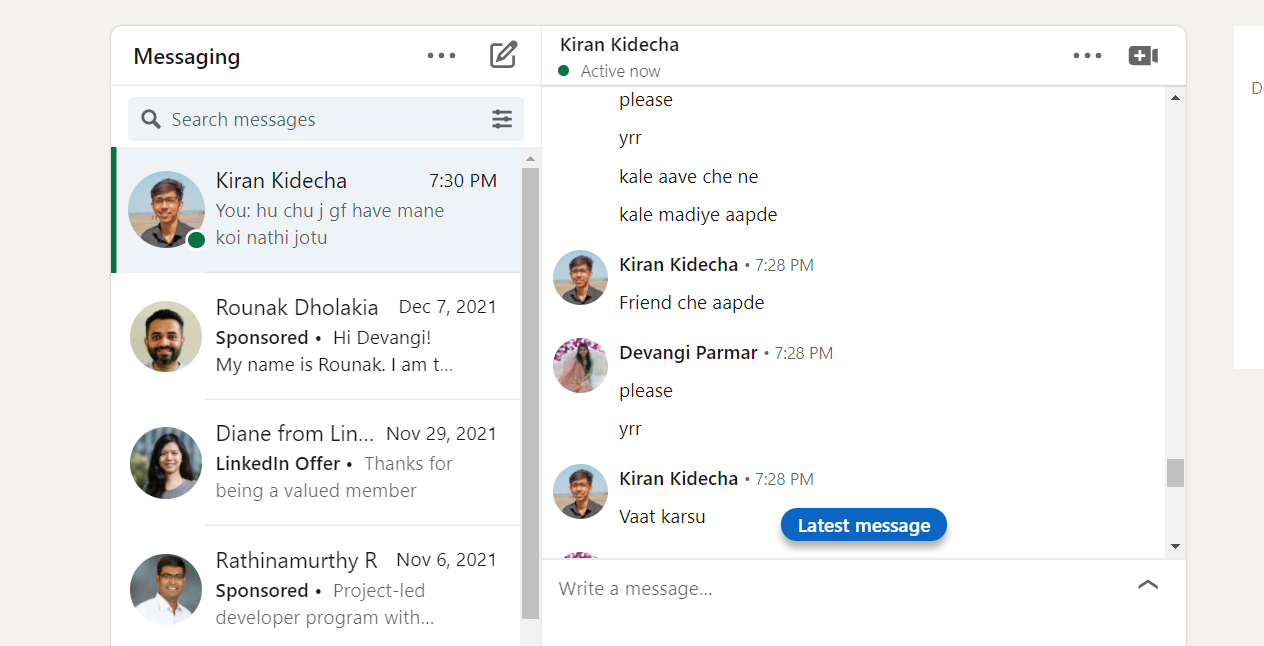 Messaging
Search messages
Kiran Kidecha 7:30 PM
You: hu chu j gf have mane
koi nathi jotu
Rounak Dholakia Dec 7, 2021
Sponsored • Hi Devangi!
My name is Rounak. I am t...
Diane from Lin... Nov 29, 2021
LinkedIn Offer • Thanks for
being a valued member
Rathinamurthy R Nov 6, 2021
Sponsored • Project-led
developer program with...
Kiran Kidecha
Active now
please
yrr
kale aave che ne
kale madiye aapde
Kiran Kidecha • 7:28 PM
Friend che aapde
Devangi Parmar • 7:28 PM
please
yrr
Kiran Kidecha • 7:28 PM
Vaat karsu
Latest message
Write a message...